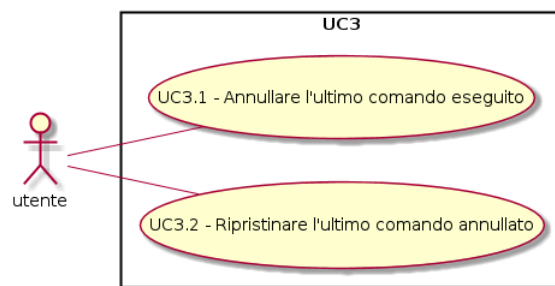 UC3
UC3.1 - Annullare l'ultimo comando eseguito
utente
UC3.2 - Ripristinare l'ultimo comando annullato